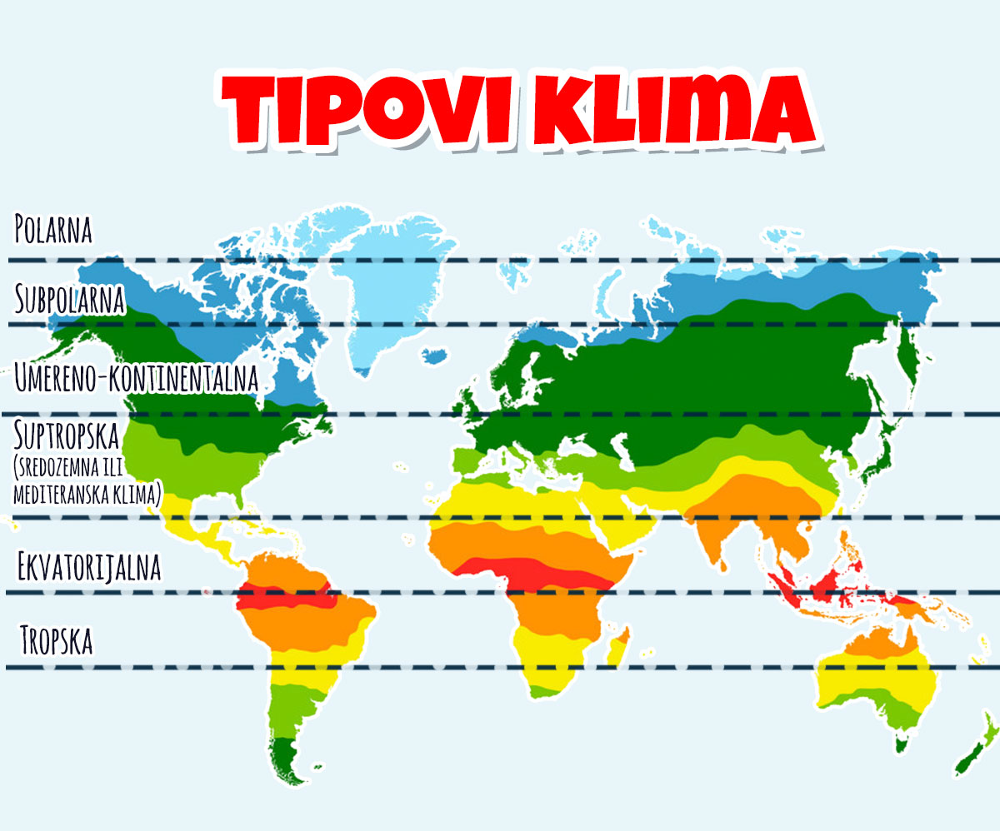 TIPOVI KLIMA
POLARNA
SUBPOLARNA
UMERENO-KONTINENTALNA
SUPTROPSKA
(SREDOZEMNA ILI
MEDITERANSKA KLIMA)
EKVATORIJALNA
TROPSKA